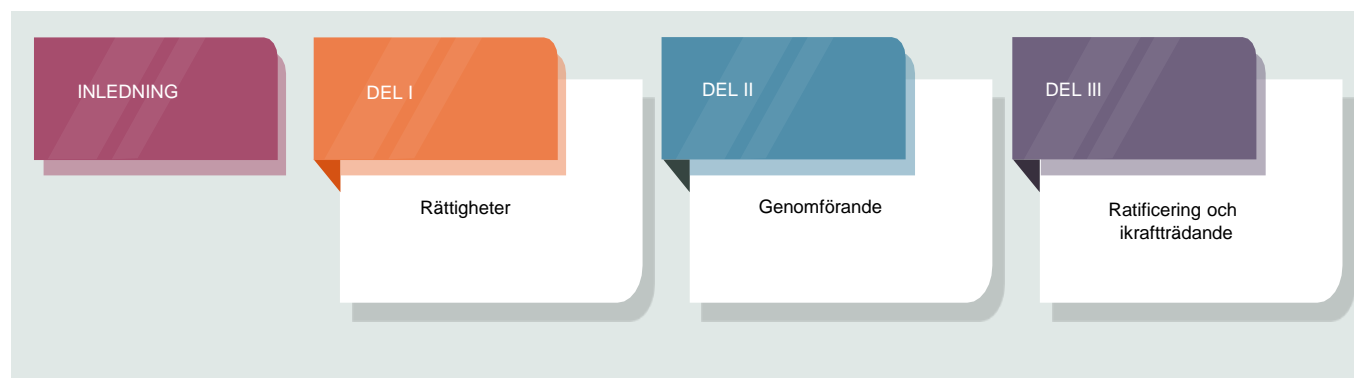 INLEDNING
DEL I
Rättigheter
DEL II
Genomförande
DEL III
Ratificering och
ikraftträdande